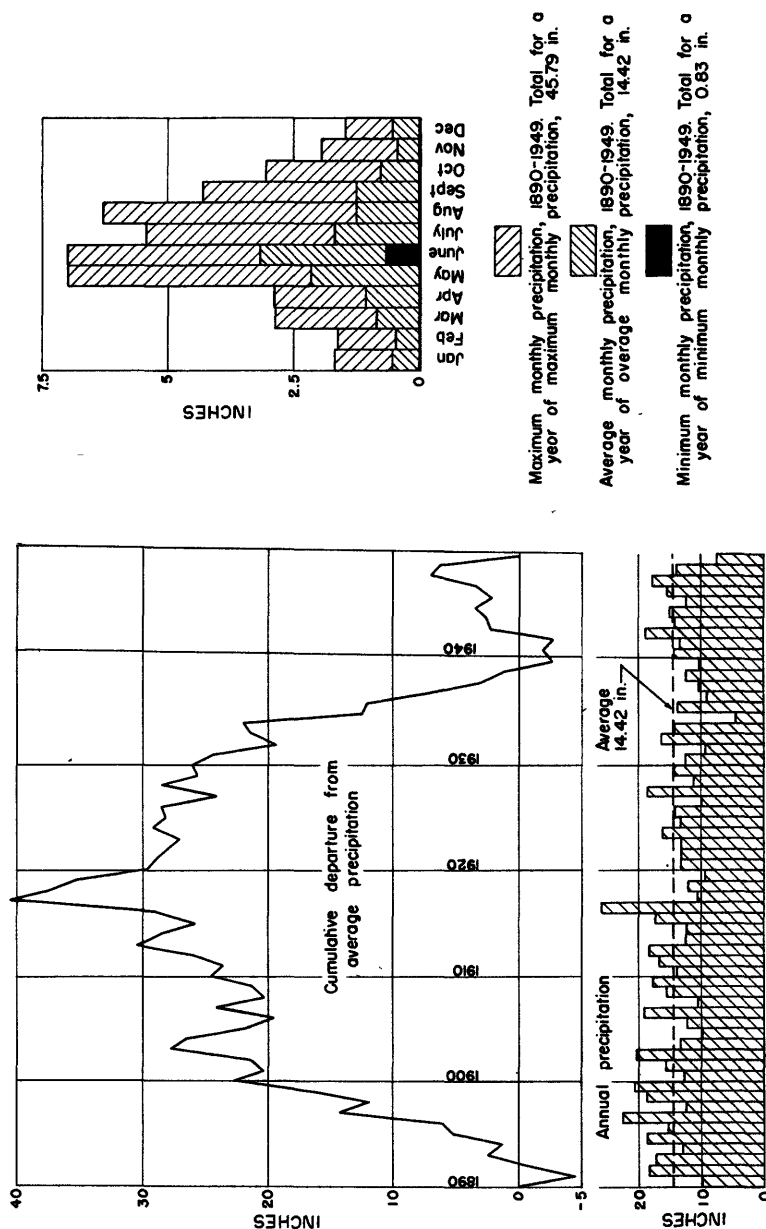 INCHES
40
30
20
10
0
-5
Cumulative departure from
average precipitation
1890
1900
1910
1920
1930
1940
INCHES
20
10
0
Annual precipitation
Average
14.42 in.
INCHES
7.5
5
2.5
0
Jan
Feb
Mar
Apr
May
June
July
Aug
Sept
Oct
Nov
Dec
Maximum monthly precipitation, 1890-1949. Total for a
year of maximum monthly precipitation, 45.79 in.
Average monthly precipitation, 1890-1949. Total for a
year of average monthly precipitation, 14.42 in.
Minimum monthly precipitation, 1890-1949. Total for a
year of minimum monthly precipitation, 0.83 in.